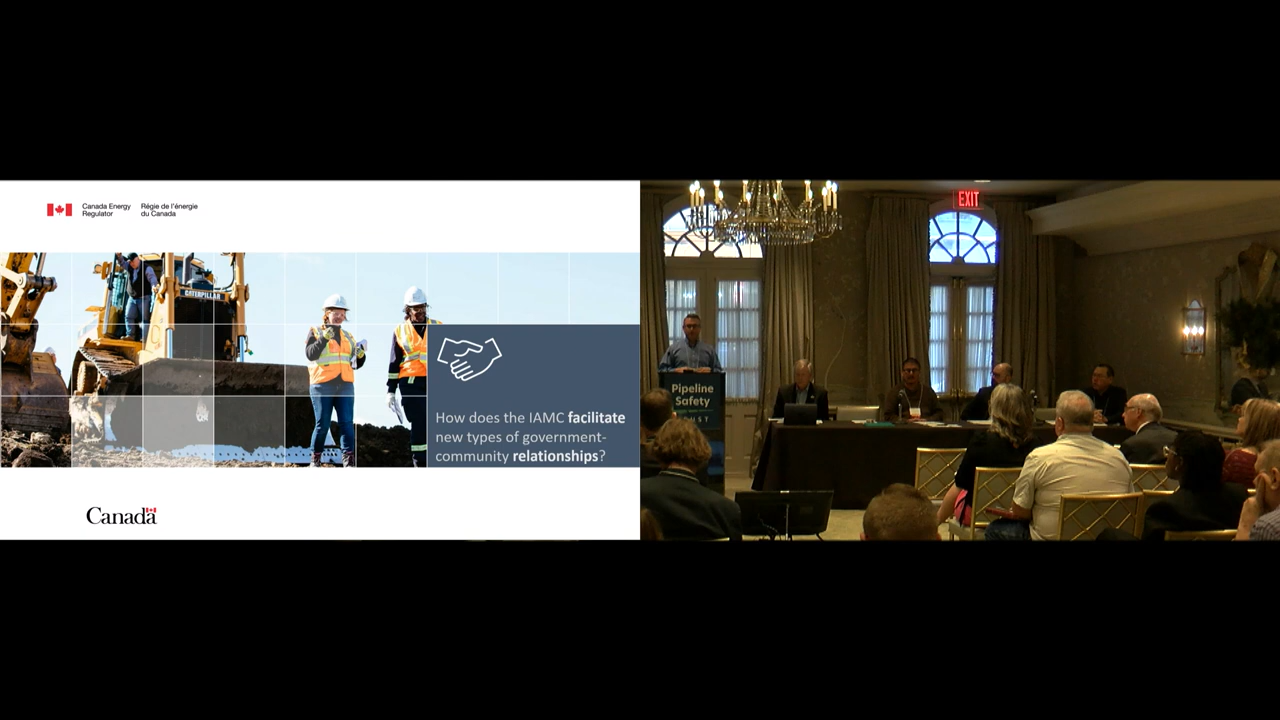 Canada Energy
Regulator
Régie de l'énergie
du Canada
CATERPILLAR
How does the IAMC facilitate
new types of government-
community relationships?
Canada
EXIT
Pipeline
Safety